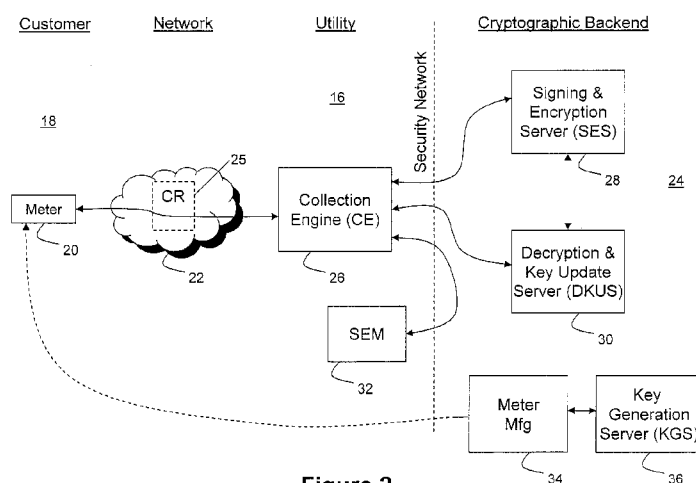 Customer
Network
Utility
Cryptographic Backend
18
16
Security Network
Signing &
Encryption
Server (SES)
28
24
25
CR
Meter
20
22
Collection
Engine (CE)
26
Decryption &
Key Update
Server (DKUS)
30
SEM
32
Meter
Mfg
34
Key
Generation
Server (KGS)
36
Figure 2